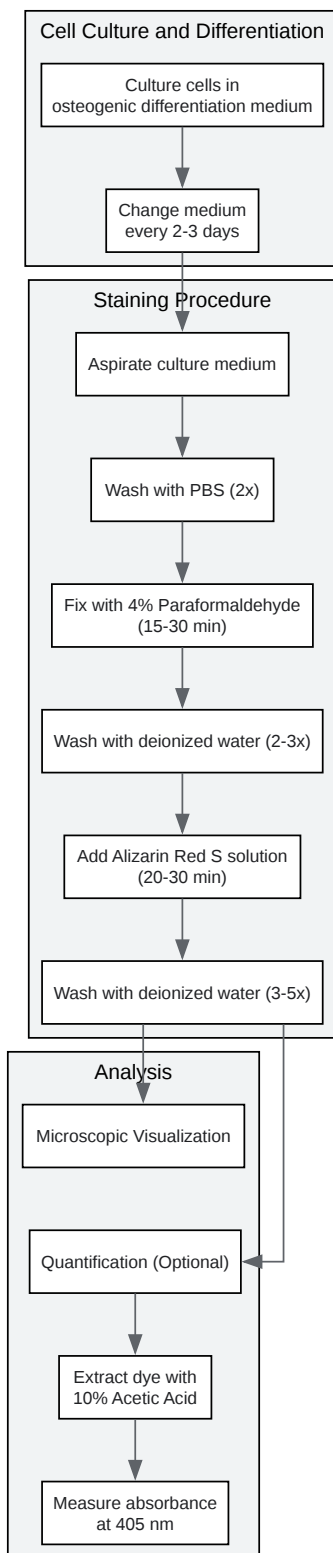 Cell Culture and Differentiation
Culture cells in
osteogenic differentiation medium
Change medium
every 2-3 days
Staining Procedure
Aspirate culture medium
Wash with PBS (2x)
Fix with 4% Paraformaldehyde
(15-30 min)
Wash with deionized water (2-3x)
Add Alizarin Red S solution
(20-30 min)
Wash with deionized water (3-5x)
Analysis
Microscopic Visualization
Quantification (Optional)
Extract dye with
10% Acetic Acid
Measure absorbance
at 405 nm